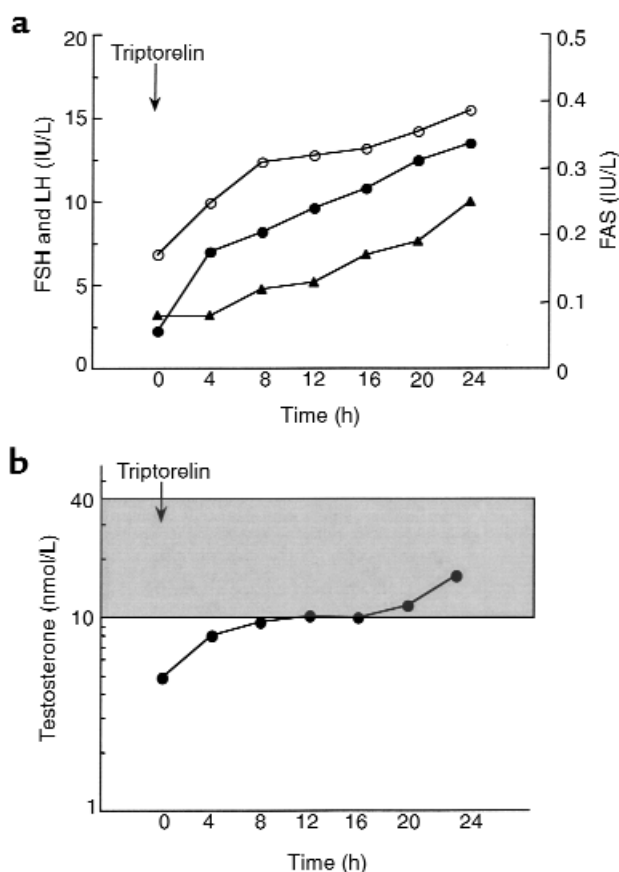 a
Triptorelin
FSH and LH (IU/L)
20
15
10
5
0
0.5
0.4
0.3
0.2
0.1
0
FAS (IU/L)
0 4 8 12 16 20 24
Time (h)
b
Triptorelin
Testosterone (nmol/L)
40
10
1
0 4 8 12 16 20 24
Time (h)